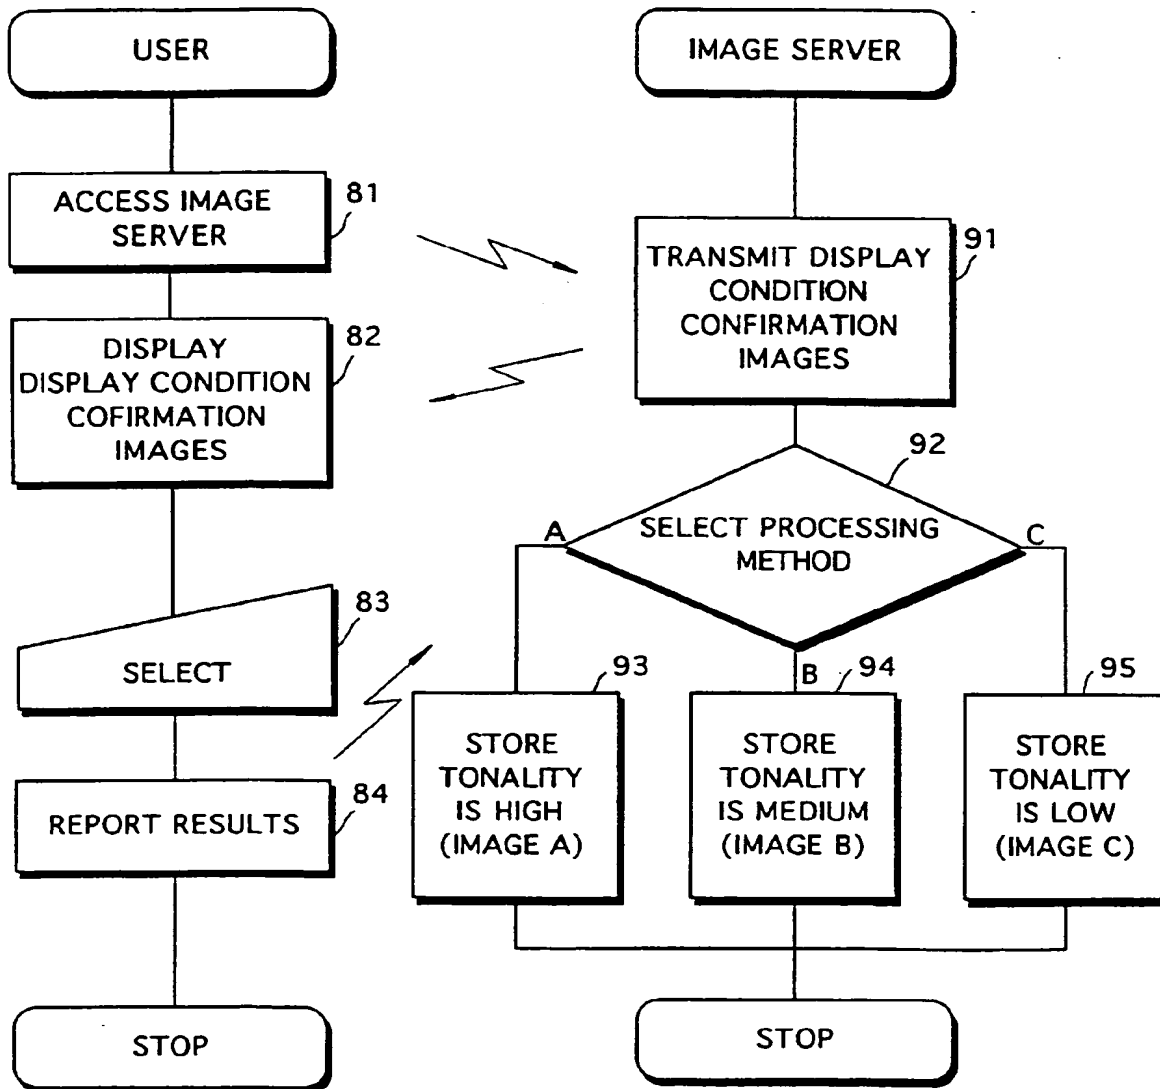 USER
ACCESS IMAGE
SERVER
81
DISPLAY
DISPLAY CONDITION
COFIRMATION
IMAGES
82
SELECT
83
REPORT RESULTS
84
STOP
IMAGE SERVER
TRANSMIT DISPLAY
CONDITION
CONFIRMATION
IMAGES
91
SELECT PROCESSING
METHOD
92
A
B
C
STORE
TONALITY
IS HIGH
(IMAGE A)
93
STORE
TONALITY
IS MEDIUM
(IMAGE B)
94
STORE
TONALITY
IS LOW
(IMAGE C)
95
STOP